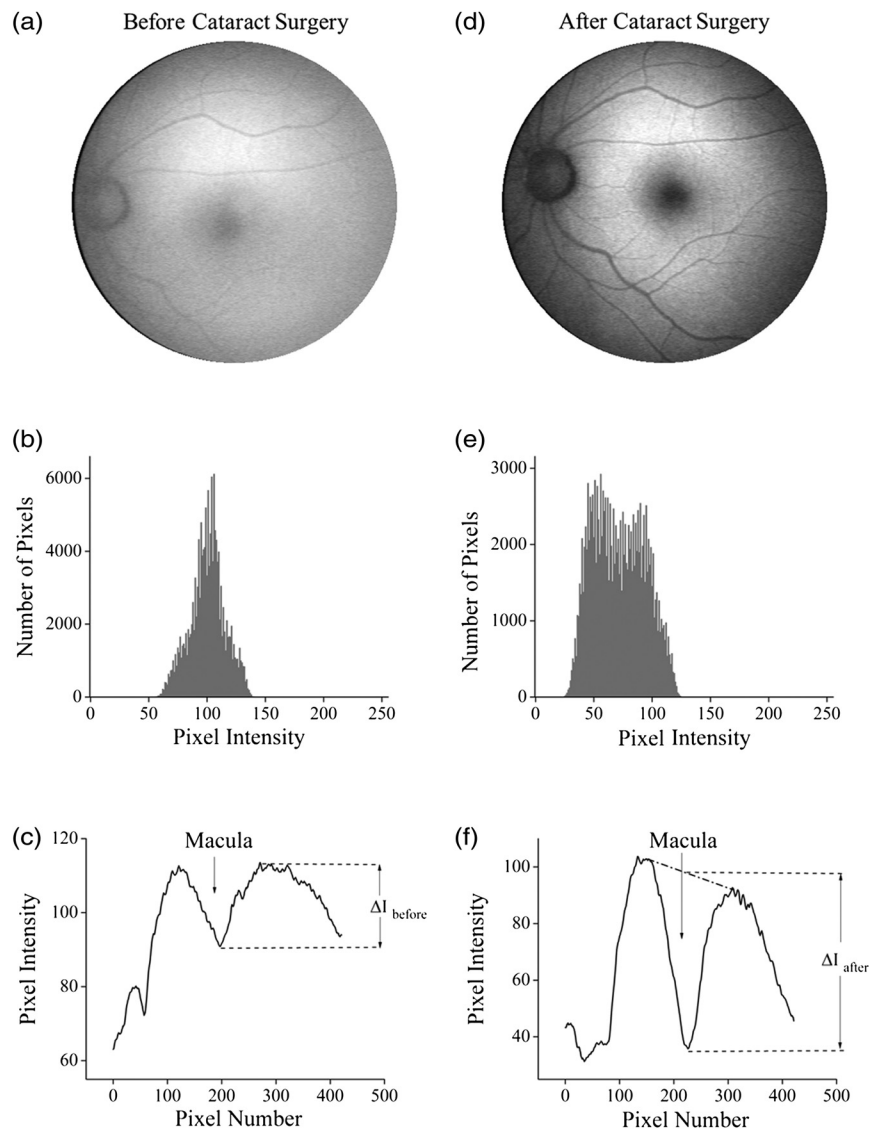 (a) Before Cataract Surgery
(d) After Cataract Surgery
(b)
Number of Pixels
6000
4000
2000
0
0 50 100 150 200 250
Pixel Intensity
(e)
Number of Pixels
3000
2000
1000
0
0 50 100 150 200 250
Pixel Intensity
(c)
Pixel Intensity
120
100
80
60
Macula
ΔI before
0 100 200 300 400 500
Pixel Number
(f)
Pixel Intensity
100
80
60
40
Macula
ΔI after
0 100 200 300 400 500
Pixel Number